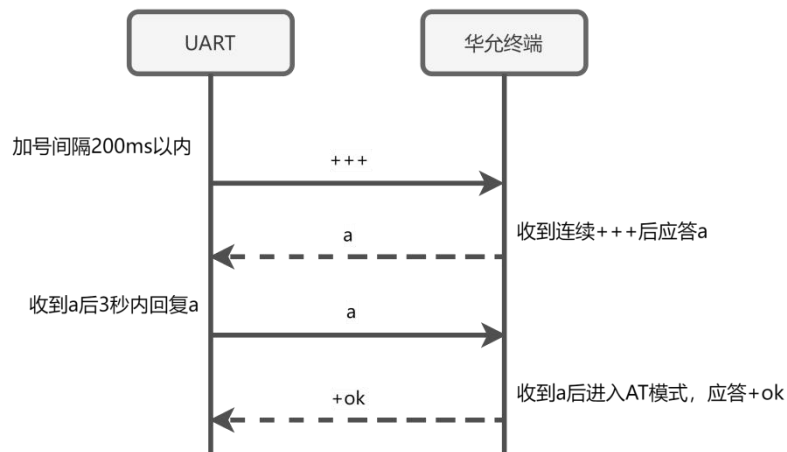 UART
华允终端
加号间隔200ms以内
+++
a
收到连续+++后应答a
收到a后3秒内回复a
a
+ok
收到a后进入AT模式，应答+ok